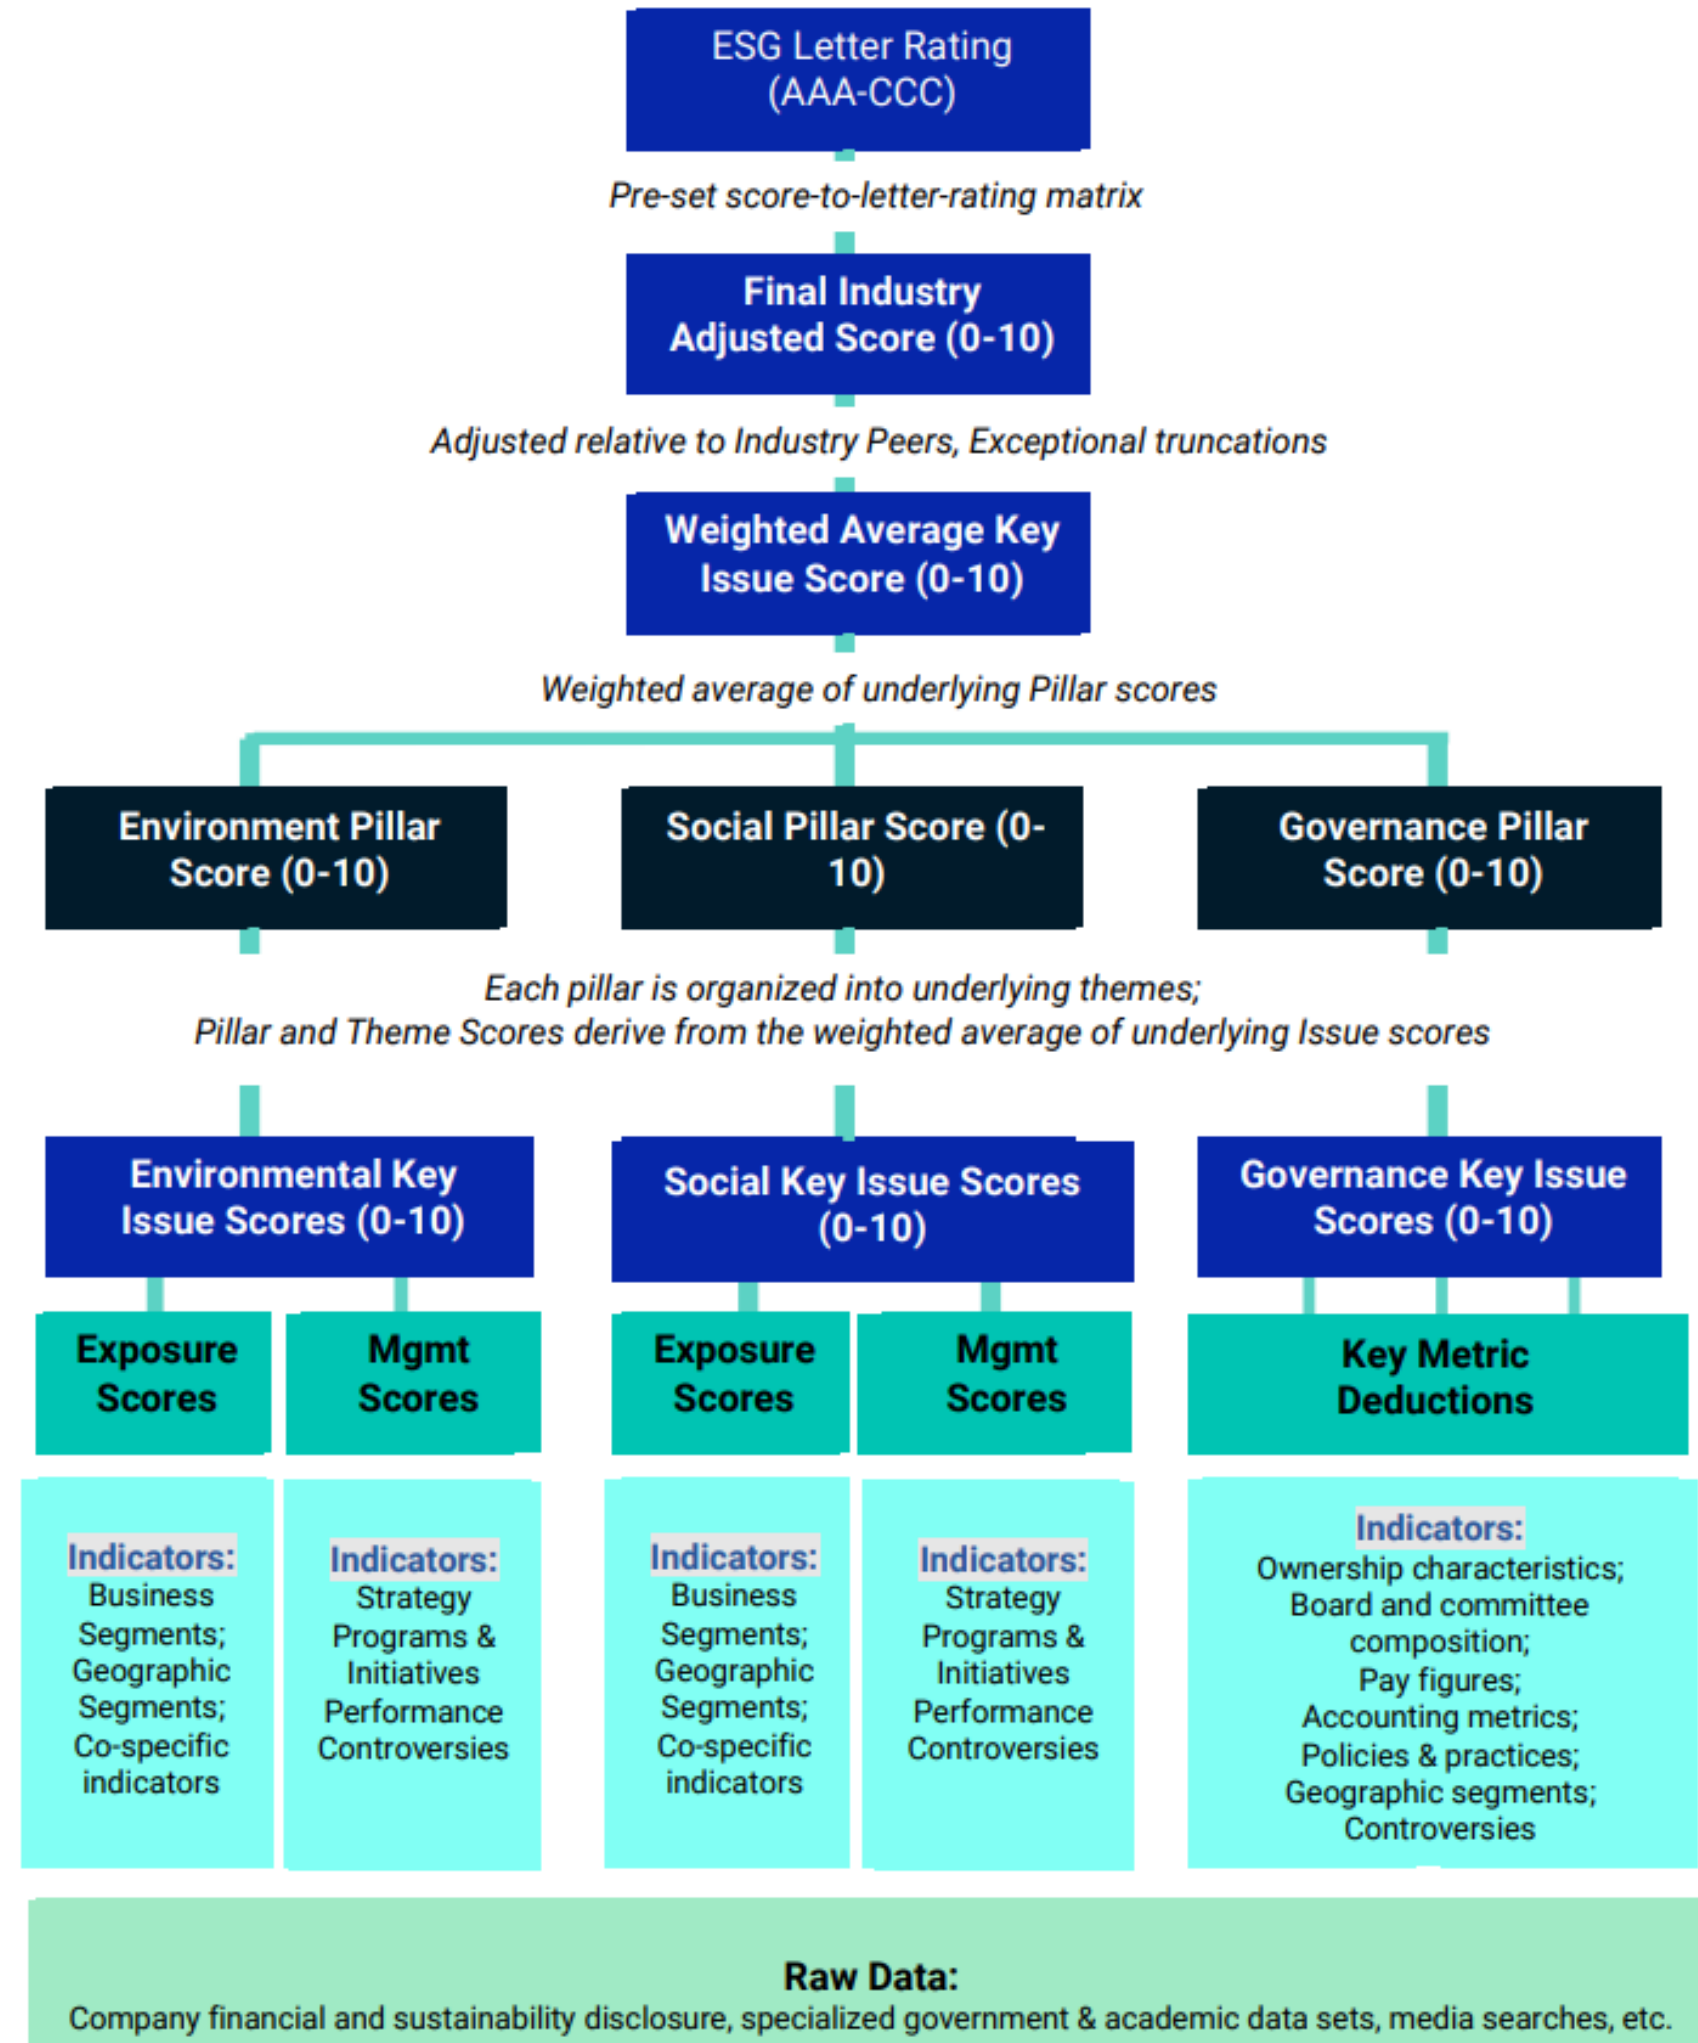 ESG Letter Rating
(AAA-CCC)
Pre-set score-to-letter-rating matrix
Final Industry
Adjusted Score (0-10)
Adjusted relative to Industry Peers, Exceptional truncations
Weighted Average Key
Issue Score (0-10)
Weighted average of underlying Pillar scores
Environment Pillar
Score (0-10)
Social Pillar Score (0-
10)
Governance Pillar
Score (0-10)
Each pillar is organized into underlying themes;
Pillar and Theme Scores derive from the weighted average of underlying Issue scores
Environmental Key
Issue Scores (0-10)
Social Key Issue Scores
(0-10)
Governance Key Issue
Scores (0-10)
Exposure
Scores
Mgmt
Scores
Exposure
Scores
Mgmt
Scores
Key Metric
Deductions
Indicators:
Business
Segments;
Geographic
Segments;
Co-specific
indicators
Indicators:
Strategy
Programs &
Initiatives
Performance
Controversies
Indicators:
Business
Segments;
Geographic
Segments;
Co-specific
indicators
Indicators:
Strategy
Programs &
Initiatives
Performance
Controversies
Indicators:
Ownership characteristics;
Board and committee
composition;
Pay figures;
Accounting metrics;
Policies & practices;
Geographic segments;
Controversies
Raw Data:
Company financial and sustainability disclosure, specialized government & academic data sets, media searches, etc.